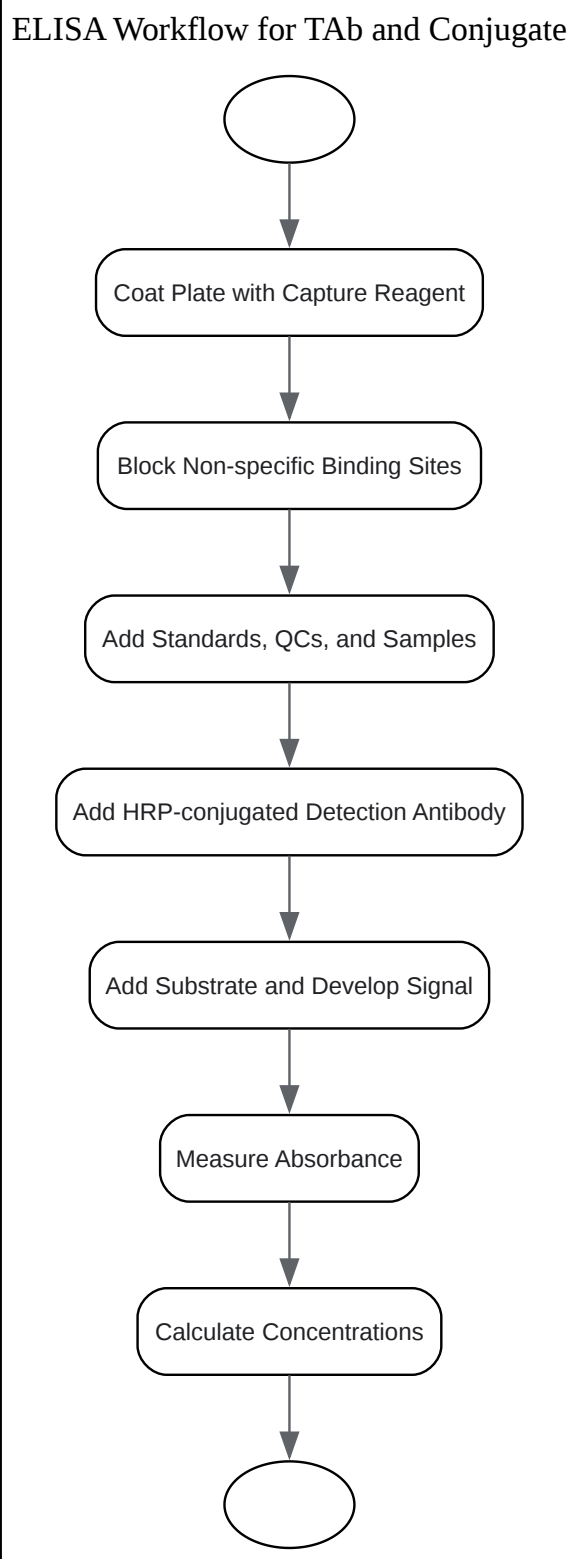 ELISA Workflow for TAb and Conjugate
Coat Plate with Capture Reagent
Block Non-specific Binding Sites
Add Standards, QCs, and Samples
Add HRP-conjugated Detection Antibody
Add Substrate and Develop Signal
Measure Absorbance
Calculate Concentrations